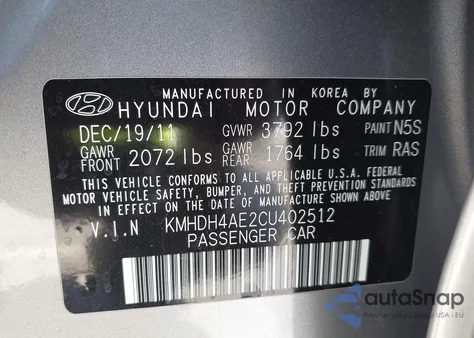 MANUFACTURED IN KOREA BY
HYUNDAI MOTOR COMPANY
DEC/19/11 GVWR 3792 lbs PAINT N5S
GAWR FRONT 2072 lbs GAWR REAR 1764 lbs TRIM RAS
THIS VEHICLE CONFORMS TO ALL APPLICABLE U.S.A. FEDERAL
MOTOR VEHICLE SAFETY, BUMPER, AND THEFT PREVENTION
STANDARDS IN EFFECT ON THE DATE OF MANUFACTURE SHOWN ABOVE.
V.I.N KMHDH4AE2CU402512
PASSENGER CAR
autoSnap
USA i EU